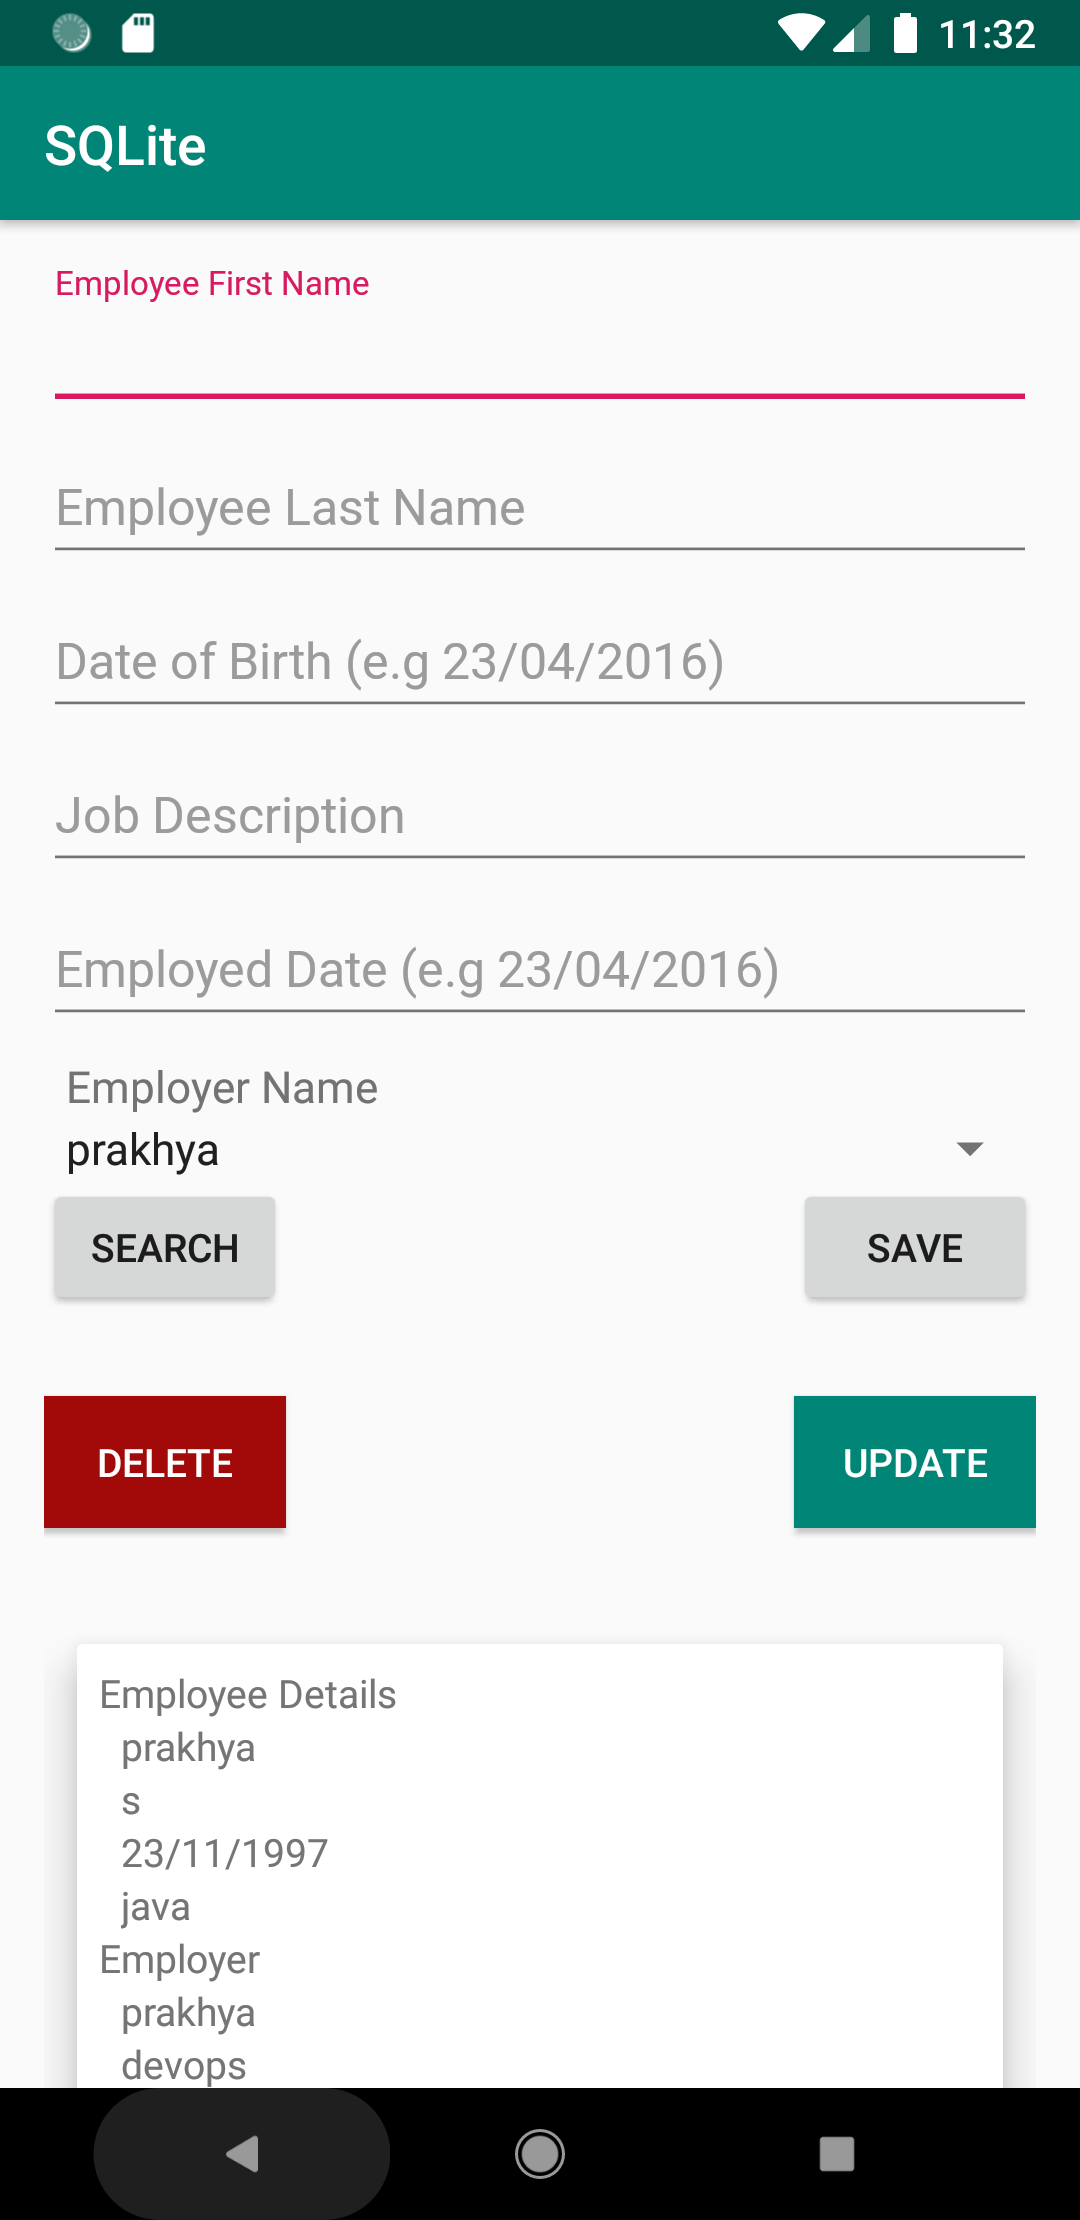 11:32
SQLite
Employee First Name
Employee Last Name
Date of Birth (e.g 23/04/2016)
Job Description
Employed Date (e.g 23/04/2016)
Employer Name
prakhya
SEARCH SAVE
DELETE UPDATE
Employee Details
prakhya
s
23/11/1997
java
Employer
prakhya
devops